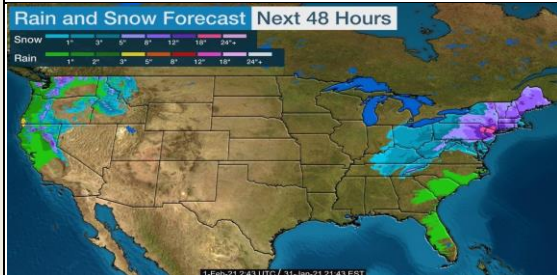 Rain and Snow Forecast Next 48 Hours
Snow 1" 3" 5" 8" 12" 18" 24"+
Rain 1" 2" 3" 5" 8" 12" 18" 24"+
1-Feb-21 2:43 UTC / 31-Jan-21 21:43 EST